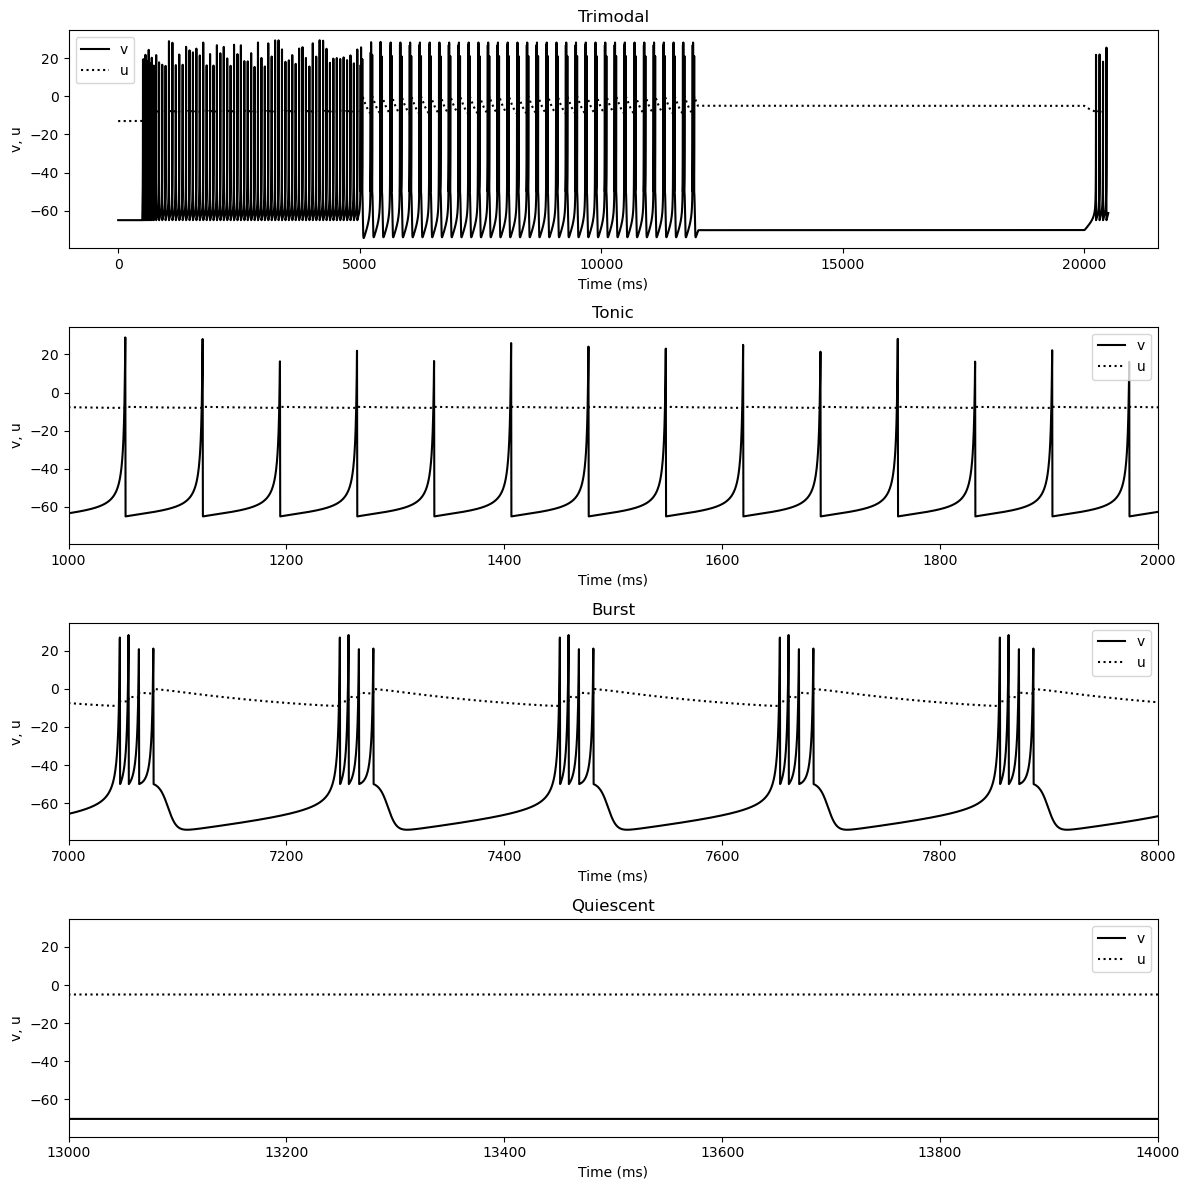 Trimodal
v
u
v, u
20
0
−20
−40
−60
0
5000
10000
15000
20000
Time (ms)
Tonic
v
u
v, u
20
0
−20
−40
−60
1000
1200
1400
1600
1800
2000
Time (ms)
Burst
v
u
v, u
20
0
−20
−40
−60
7000
7200
7400
7600
7800
8000
Time (ms)
Quiescent
v
u
v, u
20
0
−20
−40
−60
13000
13200
13400
13600
13800
14000
Time (ms)